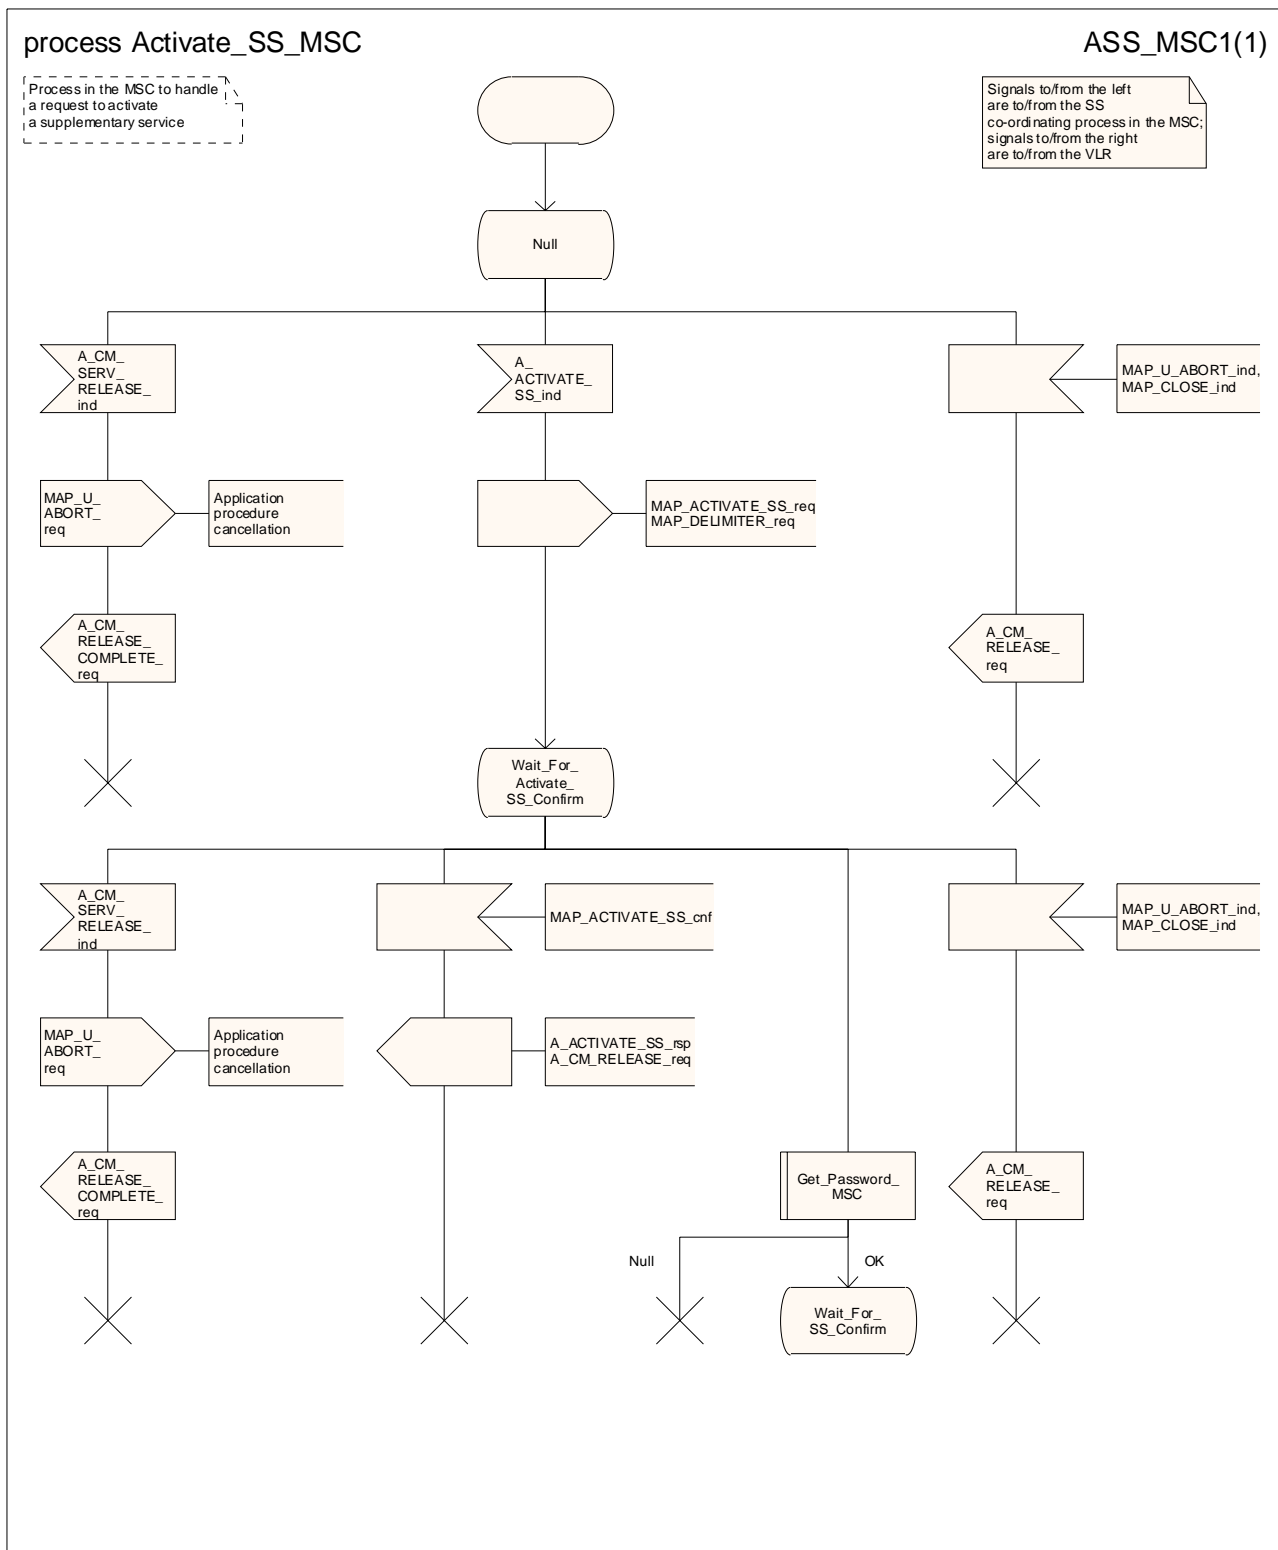 process Activate_SS_MSC
ASS_MSC1(1)
Process in the MSC to handle
a request to activate
a supplementary service
Signals to/from the left
are to/from the SS
co-ordinating process in the MSC;
signals to/from the right
are to/from the VLR
Null
A_CM_
SERV_
RELEASE_
ind
A_
ACTIVATE_
SS_ind
MAP_U_ABORT_ind,
MAP_CLOSE_ind
MAP_U_
ABORT_
req
Application
procedure
cancellation
MAP_ACTIVATE_SS_req
MAP_DELIMITER_req
A_CM_
RELEASE_
COMPLETE_
req
A_CM_
RELEASE_
req
Wait_For_
Activate_
SS_Confirm
A_CM_
SERV_
RELEASE_
ind
MAP_ACTIVATE_SS_cnf
MAP_U_ABORT_ind,
MAP_CLOSE_ind
MAP_U_
ABORT_
req
Application
procedure
cancellation
A_ACTIVATE_SS_rsp
A_CM_RELEASE_req
A_CM_
RELEASE_
COMPLETE_
req
Get_Password_
MSC
A_CM_
RELEASE_
req
Null
OK
Wait_For_
SS_Confirm